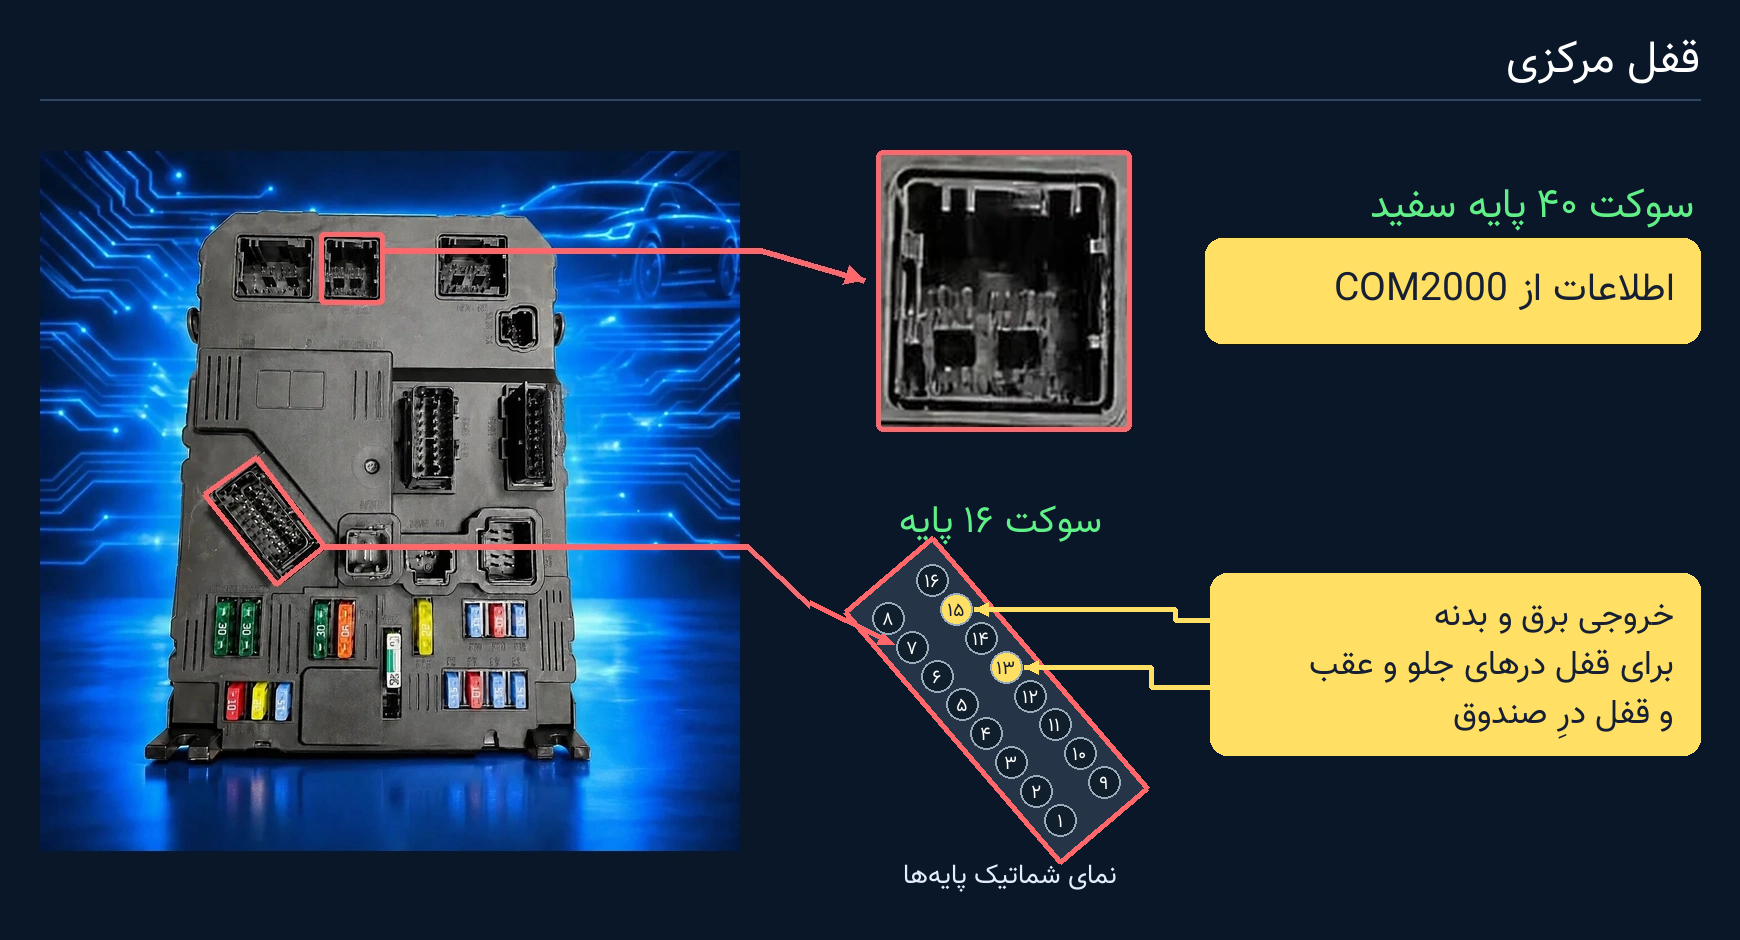 قفل مرکزی
سوکت ۴۰ پایه سفید
اطلاعات از COM2000
سوکت ۱۶ پایه
۱۶
۱۵
۸
۱۴
۷
۱۳
۶
۱۲
۵
۱۱
۴
۱۰
۳
۹
۲
۱
خروجی برق و بدنه
برای قفل درهای جلو و عقب
و قفل درِ صندوق
نمای شماتیک پایه‌ها
30